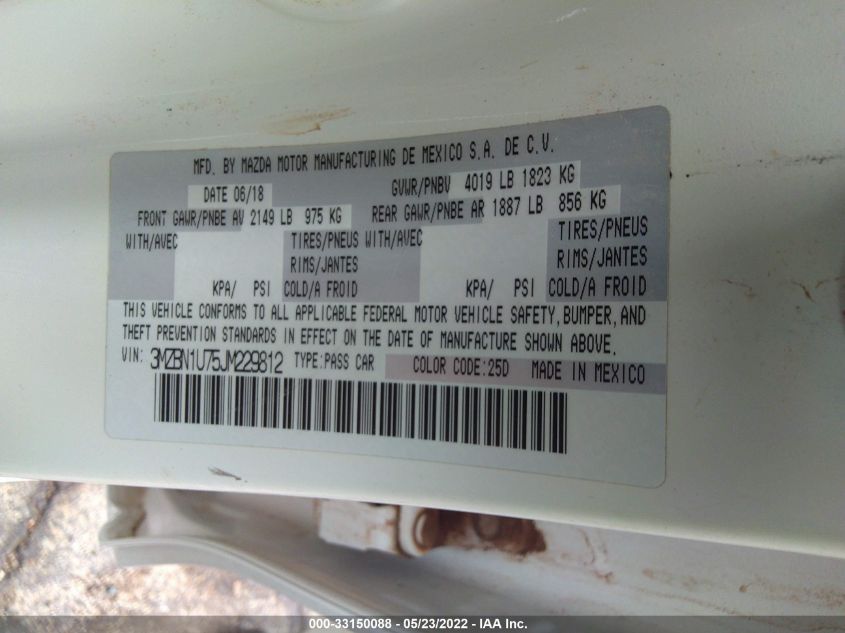 MFD. BY MAZDA MOTOR MANUFACTURING DE MEXICO S.A. DE C.V.
DATE 06/18 GVWR/PNBV 4019 LB 1823 KG
FRONT GAWR/PNBE AV 2149 LB 975 KG REAR GAWR/PNBE AR 1887 LB 856 KG
WITH/AVEC TIRES/PNEUS WITH/AVEC TIRES/PNEUS
RIMS/JANTES RIMS/JANTES
KPA/ PSI COLD/A FROID KPA/ PSI COLD/A FROID
THIS VEHICLE CONFORMS TO ALL APPLICABLE FEDERAL MOTOR VEHICLE SAFETY, BUMPER, AND
THEFT PREVENTION STANDARDS IN EFFECT ON THE DATE OF MANUFACTURE SHOWN ABOVE.
VIN: 3MZBN1U75JM229812 TYPE:PASS CAR COLOR CODE:25D MADE IN MEXICO
000-33150088 - 05/23/2022 - IAA Inc.